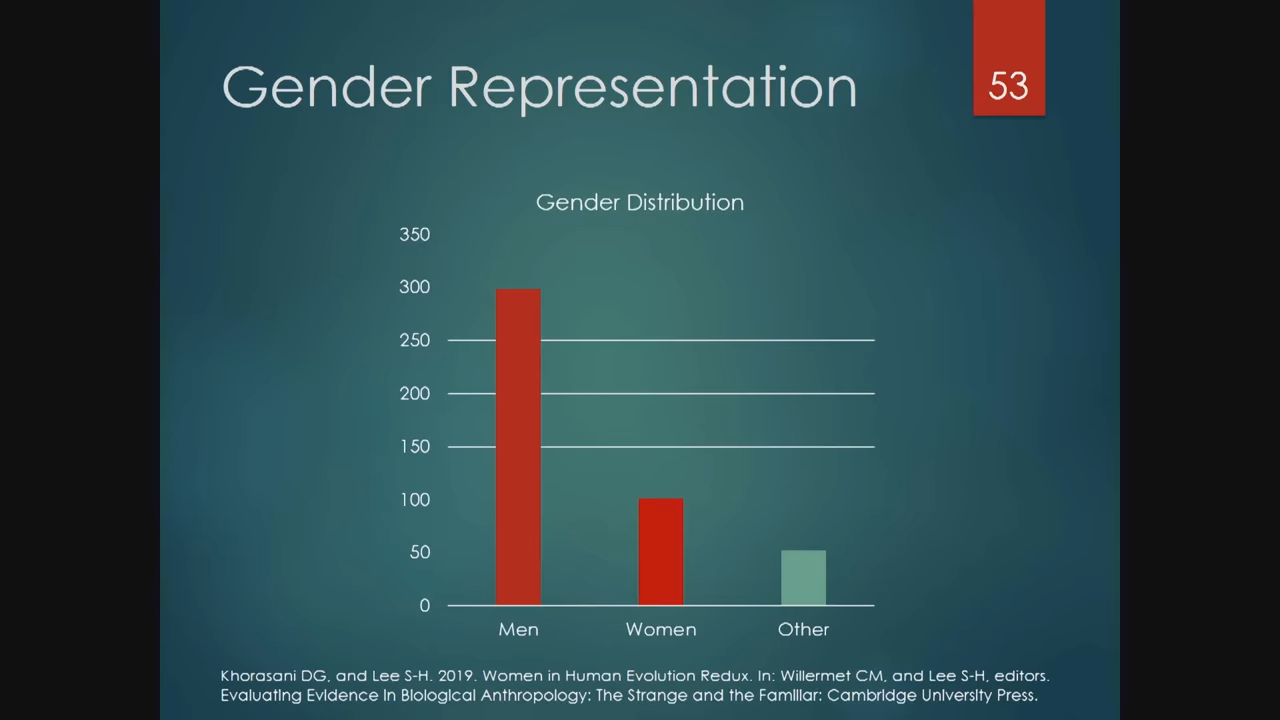 Gender Representation
53
Gender Distribution
350
300
250
200
150
100
50
0
Men Women Other
Khorasani DG, and Lee S-H. 2019. Women in Human Evolution Redux. In: Willermet CM, and Lee S-H, editors.
Evaluating Evidence in Biological Anthropology: The Strange and the Familiar: Cambridge University Press.